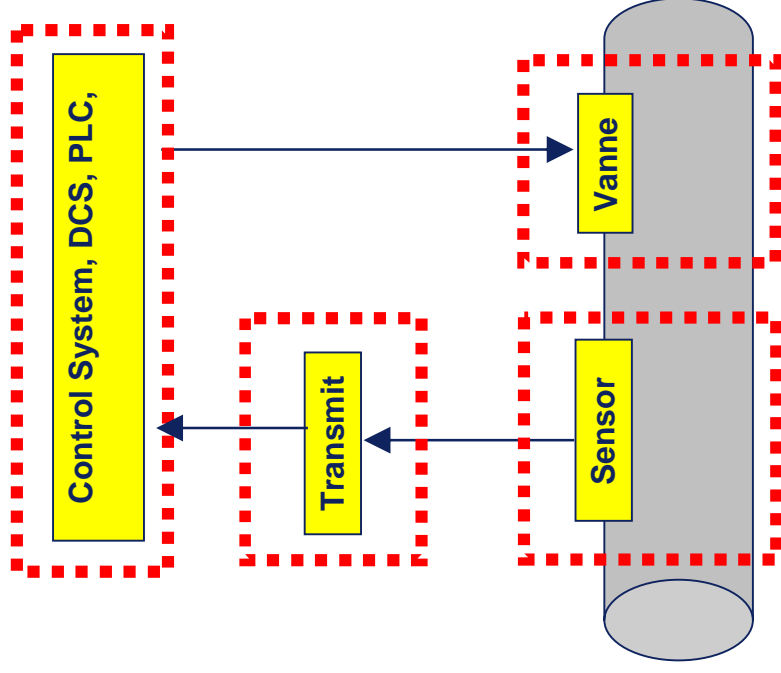 Control System, DCS, PLC,
Transmit
Sensor
Vanne